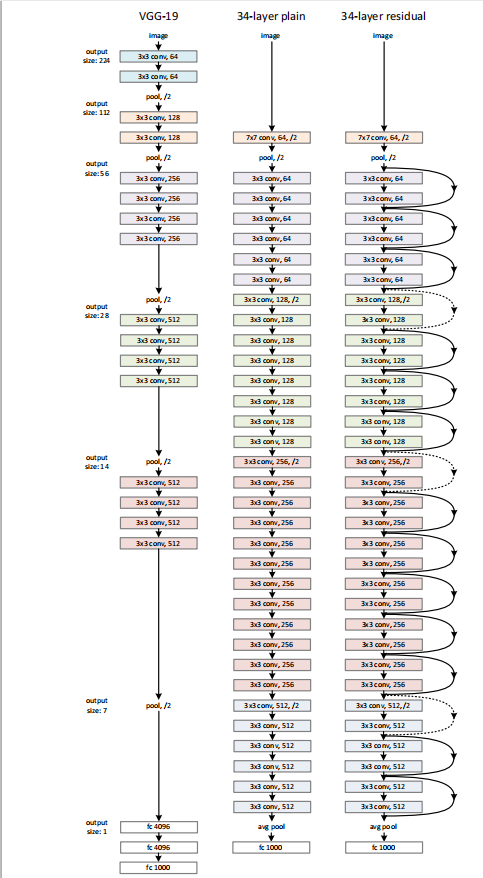 VGG-19
image
output
size: 224
3x3 conv, 64
3x3 conv, 64
pool, /2
output
size: 112
3x3 conv, 128
3x3 conv, 128
pool, /2
output
size: 56
3x3 conv, 256
3x3 conv, 256
3x3 conv, 256
3x3 conv, 256
pool, /2
output
size: 28
3x3 conv, 512
3x3 conv, 512
3x3 conv, 512
3x3 conv, 512
pool, /2
output
size: 14
3x3 conv, 512
3x3 conv, 512
3x3 conv, 512
3x3 conv, 512
pool, /2
output
size: 7
output
size: 1
fc 4096
fc 4096
fc 1000
34-layer plain
image
7x7 conv, 64, /2
pool, /2
3x3 conv, 64
3x3 conv, 64
3x3 conv, 64
3x3 conv, 64
3x3 conv, 64
3x3 conv, 64
3x3 conv, 128, /2
3x3 conv, 128
3x3 conv, 128
3x3 conv, 128
3x3 conv, 128
3x3 conv, 128
3x3 conv, 128
3x3 conv, 128
3x3 conv, 256, /2
3x3 conv, 256
3x3 conv, 256
3x3 conv, 256
3x3 conv, 256
3x3 conv, 256
3x3 conv, 256
3x3 conv, 256
3x3 conv, 256
3x3 conv, 256
3x3 conv, 256
3x3 conv, 256
3x3 conv, 512, /2
3x3 conv, 512
3x3 conv, 512
3x3 conv, 512
3x3 conv, 512
3x3 conv, 512
avg pool
fc 1000
34-layer residual
image
7x7 conv, 64, /2
pool, /2
3x3 conv, 64
3x3 conv, 64
3x3 conv, 64
3x3 conv, 64
3x3 conv, 64
3x3 conv, 64
3x3 conv, 128, /2
3x3 conv, 128
3x3 conv, 128
3x3 conv, 128
3x3 conv, 128
3x3 conv, 128
3x3 conv, 128
3x3 conv, 128
3x3 conv, 256, /2
3x3 conv, 256
3x3 conv, 256
3x3 conv, 256
3x3 conv, 256
3x3 conv, 256
3x3 conv, 256
3x3 conv, 256
3x3 conv, 256
3x3 conv, 256
3x3 conv, 256
3x3 conv, 256
3x3 conv, 512, /2
3x3 conv, 512
3x3 conv, 512
3x3 conv, 512
3x3 conv, 512
3x3 conv, 512
avg pool
fc 1000